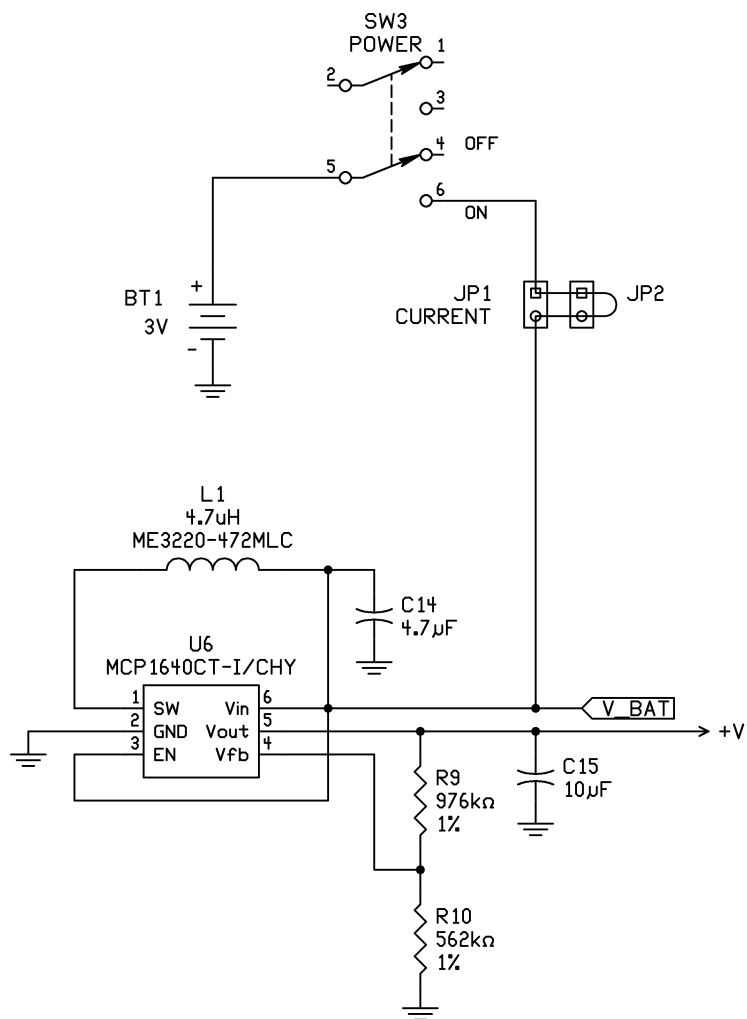 SW3
POWER
1
2
3
4
OFF
5
6
ON
+
BT1
3V
-
JP1
CURRENT
JP2
L1
4.7uH
ME3220-472MLC
C14
4.7µF
U6
MCP1640CT-I/CHY
1
SW
Vin
6
2
GND
Vout
5
3
EN
Vfb
4
V_BAT
+V
C15
10µF
R9
976kΩ
1%
R10
562kΩ
1%